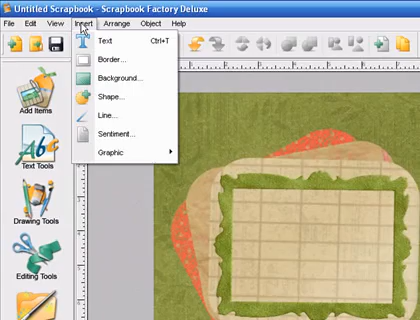 Untitled Scrapbook - Scrapbook Factory Deluxe
File Edit View Insert Arrange Object Help
Text Ctrl+T
Border...
Background...
Shape...
Line...
Sentiment...
Graphic
Add Items
Text Tools
Drawing Tools
Editing Tools